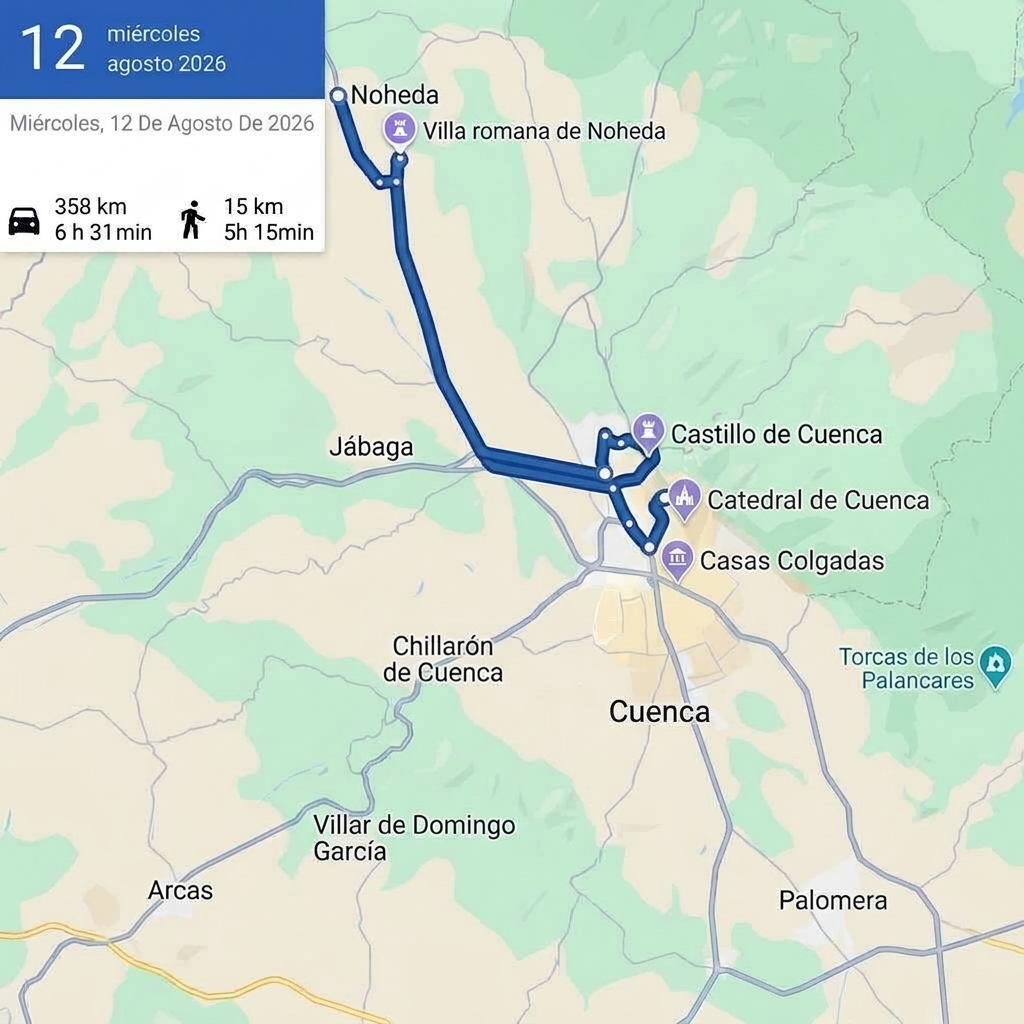 12
miércoles
agosto 2026
Miércoles, 12 De Agosto De 2026
358 km
6 h 31min
15 km
5h 15min
Noheda
Villa romana de Noheda
Castillo de Cuenca
Jábaga
Catedral de Cuenca
Casas Colgadas
Chillarón
de Cuenca
Torcas de los
Palancares
Cuenca
Villar de Domingo
García
Arcas
Palomera